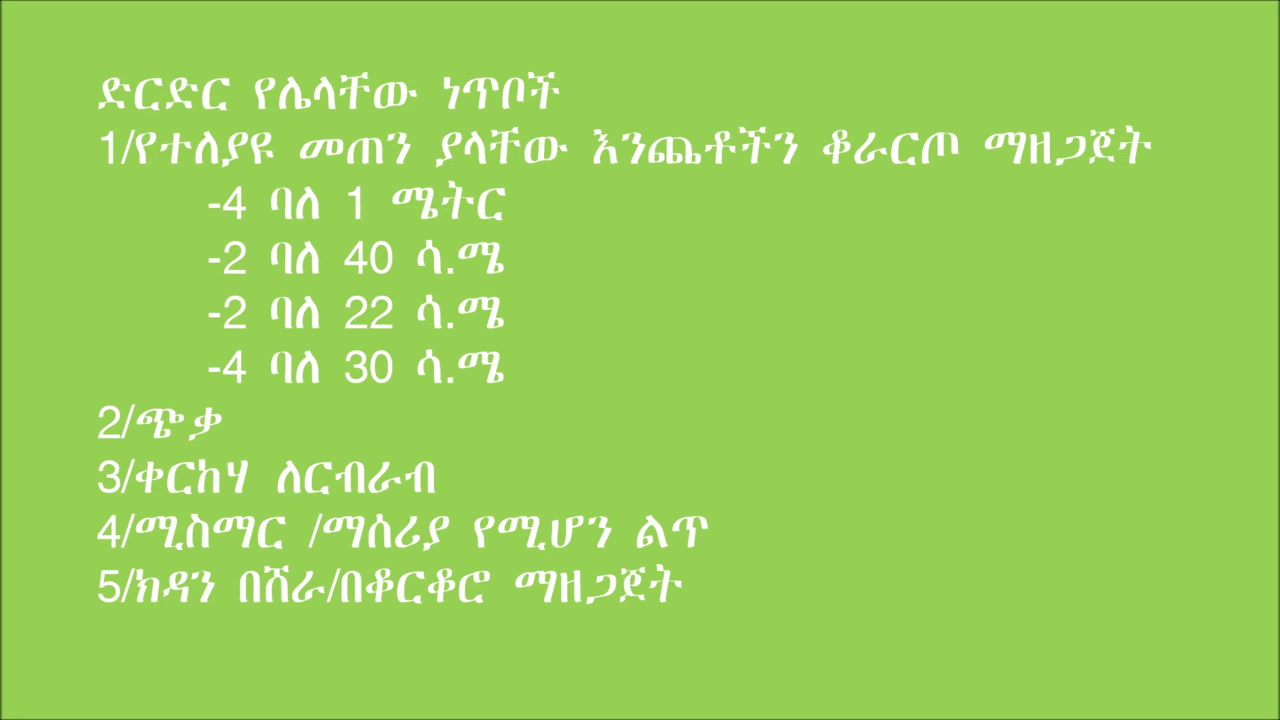 ድርድር የሌላቸው ነጥቦች
1/የተለያዩ መጠን ያላቸው እንጨቶችን ቆራርጦ ማዘጋጀት
-4 ባለ 1 ሜትር
-2 ባለ 40 ሳ.ሜ
-2 ባለ 22 ሳ.ሜ
-4 ባለ 30 ሳ.ሜ
2/ጭቃ
3/ቀርከሃ ለርብራብ
4/ሚስማር /ማሰሪያ የሚሆን ልጥ
5/ክዳን በሸራ/በቆርቆሮ ማዘጋጀት